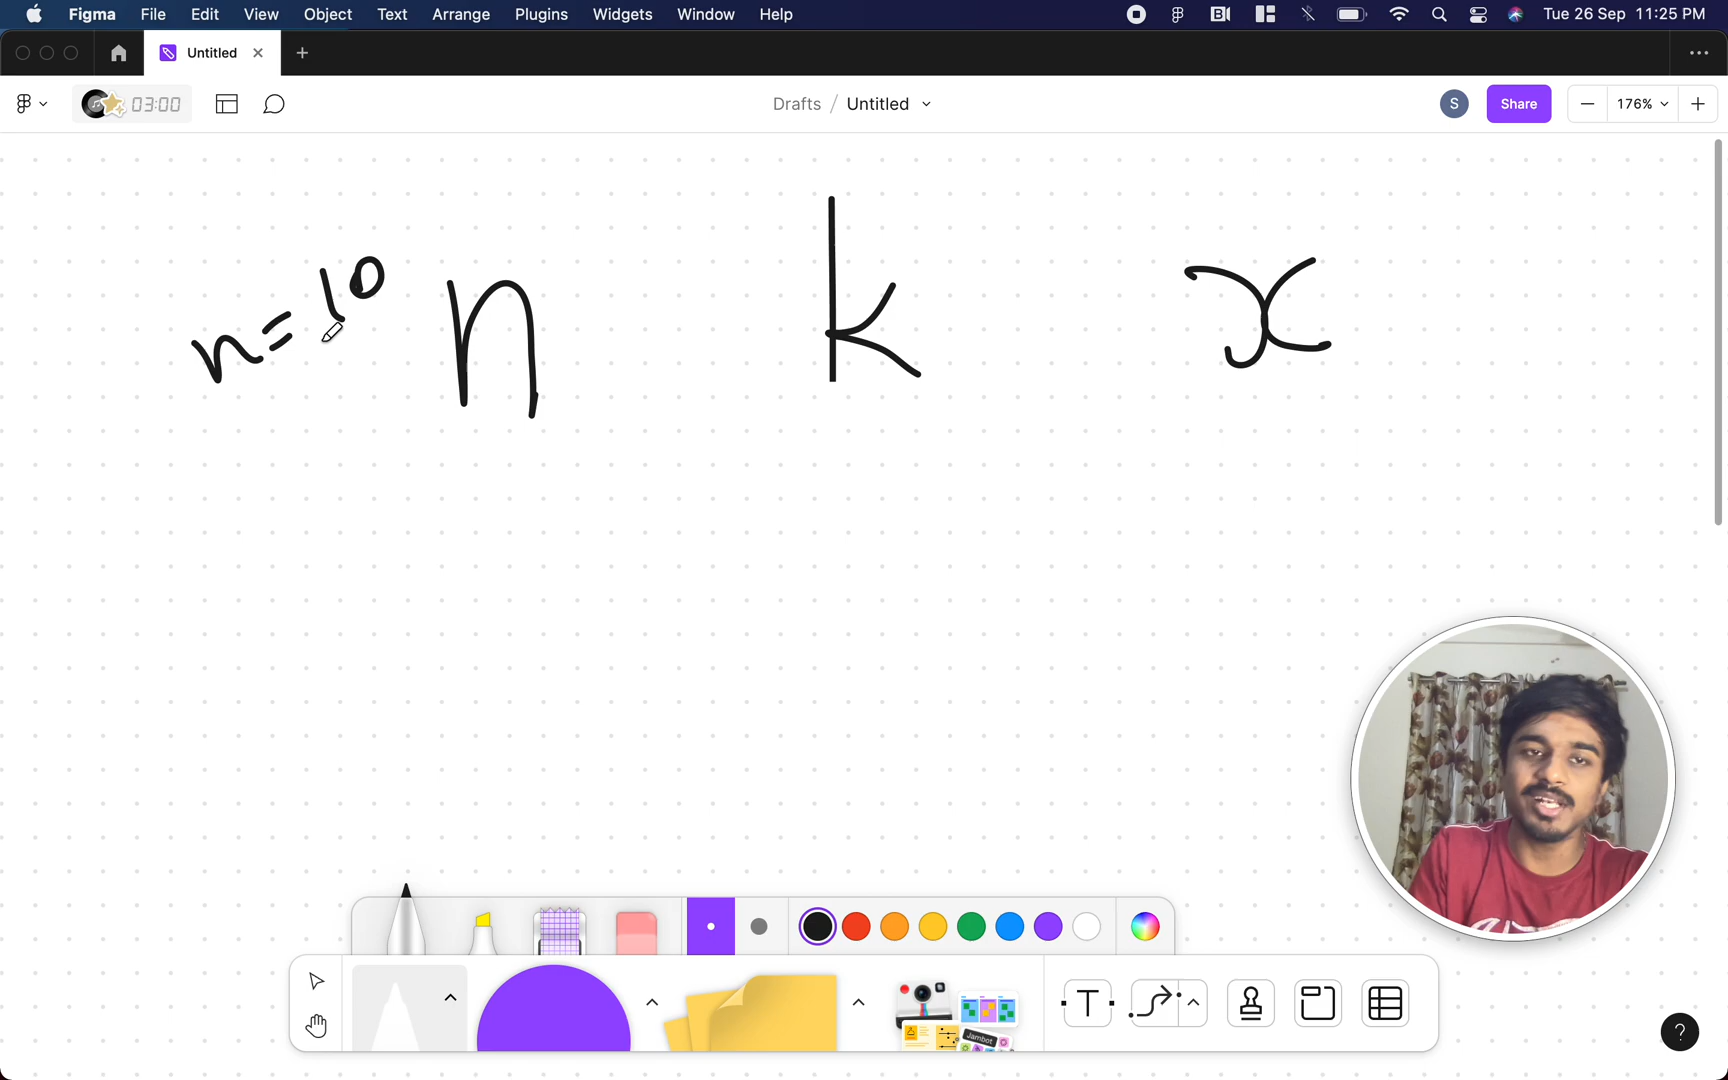 Figma File Edit View Object Text Arrange Plugins Widgets Window Help Tue 26 Sep 11:25 PM
Untitled
03:00 Drafts / Untitled S Share 176%
n=10 n k x
T
Jambot
?